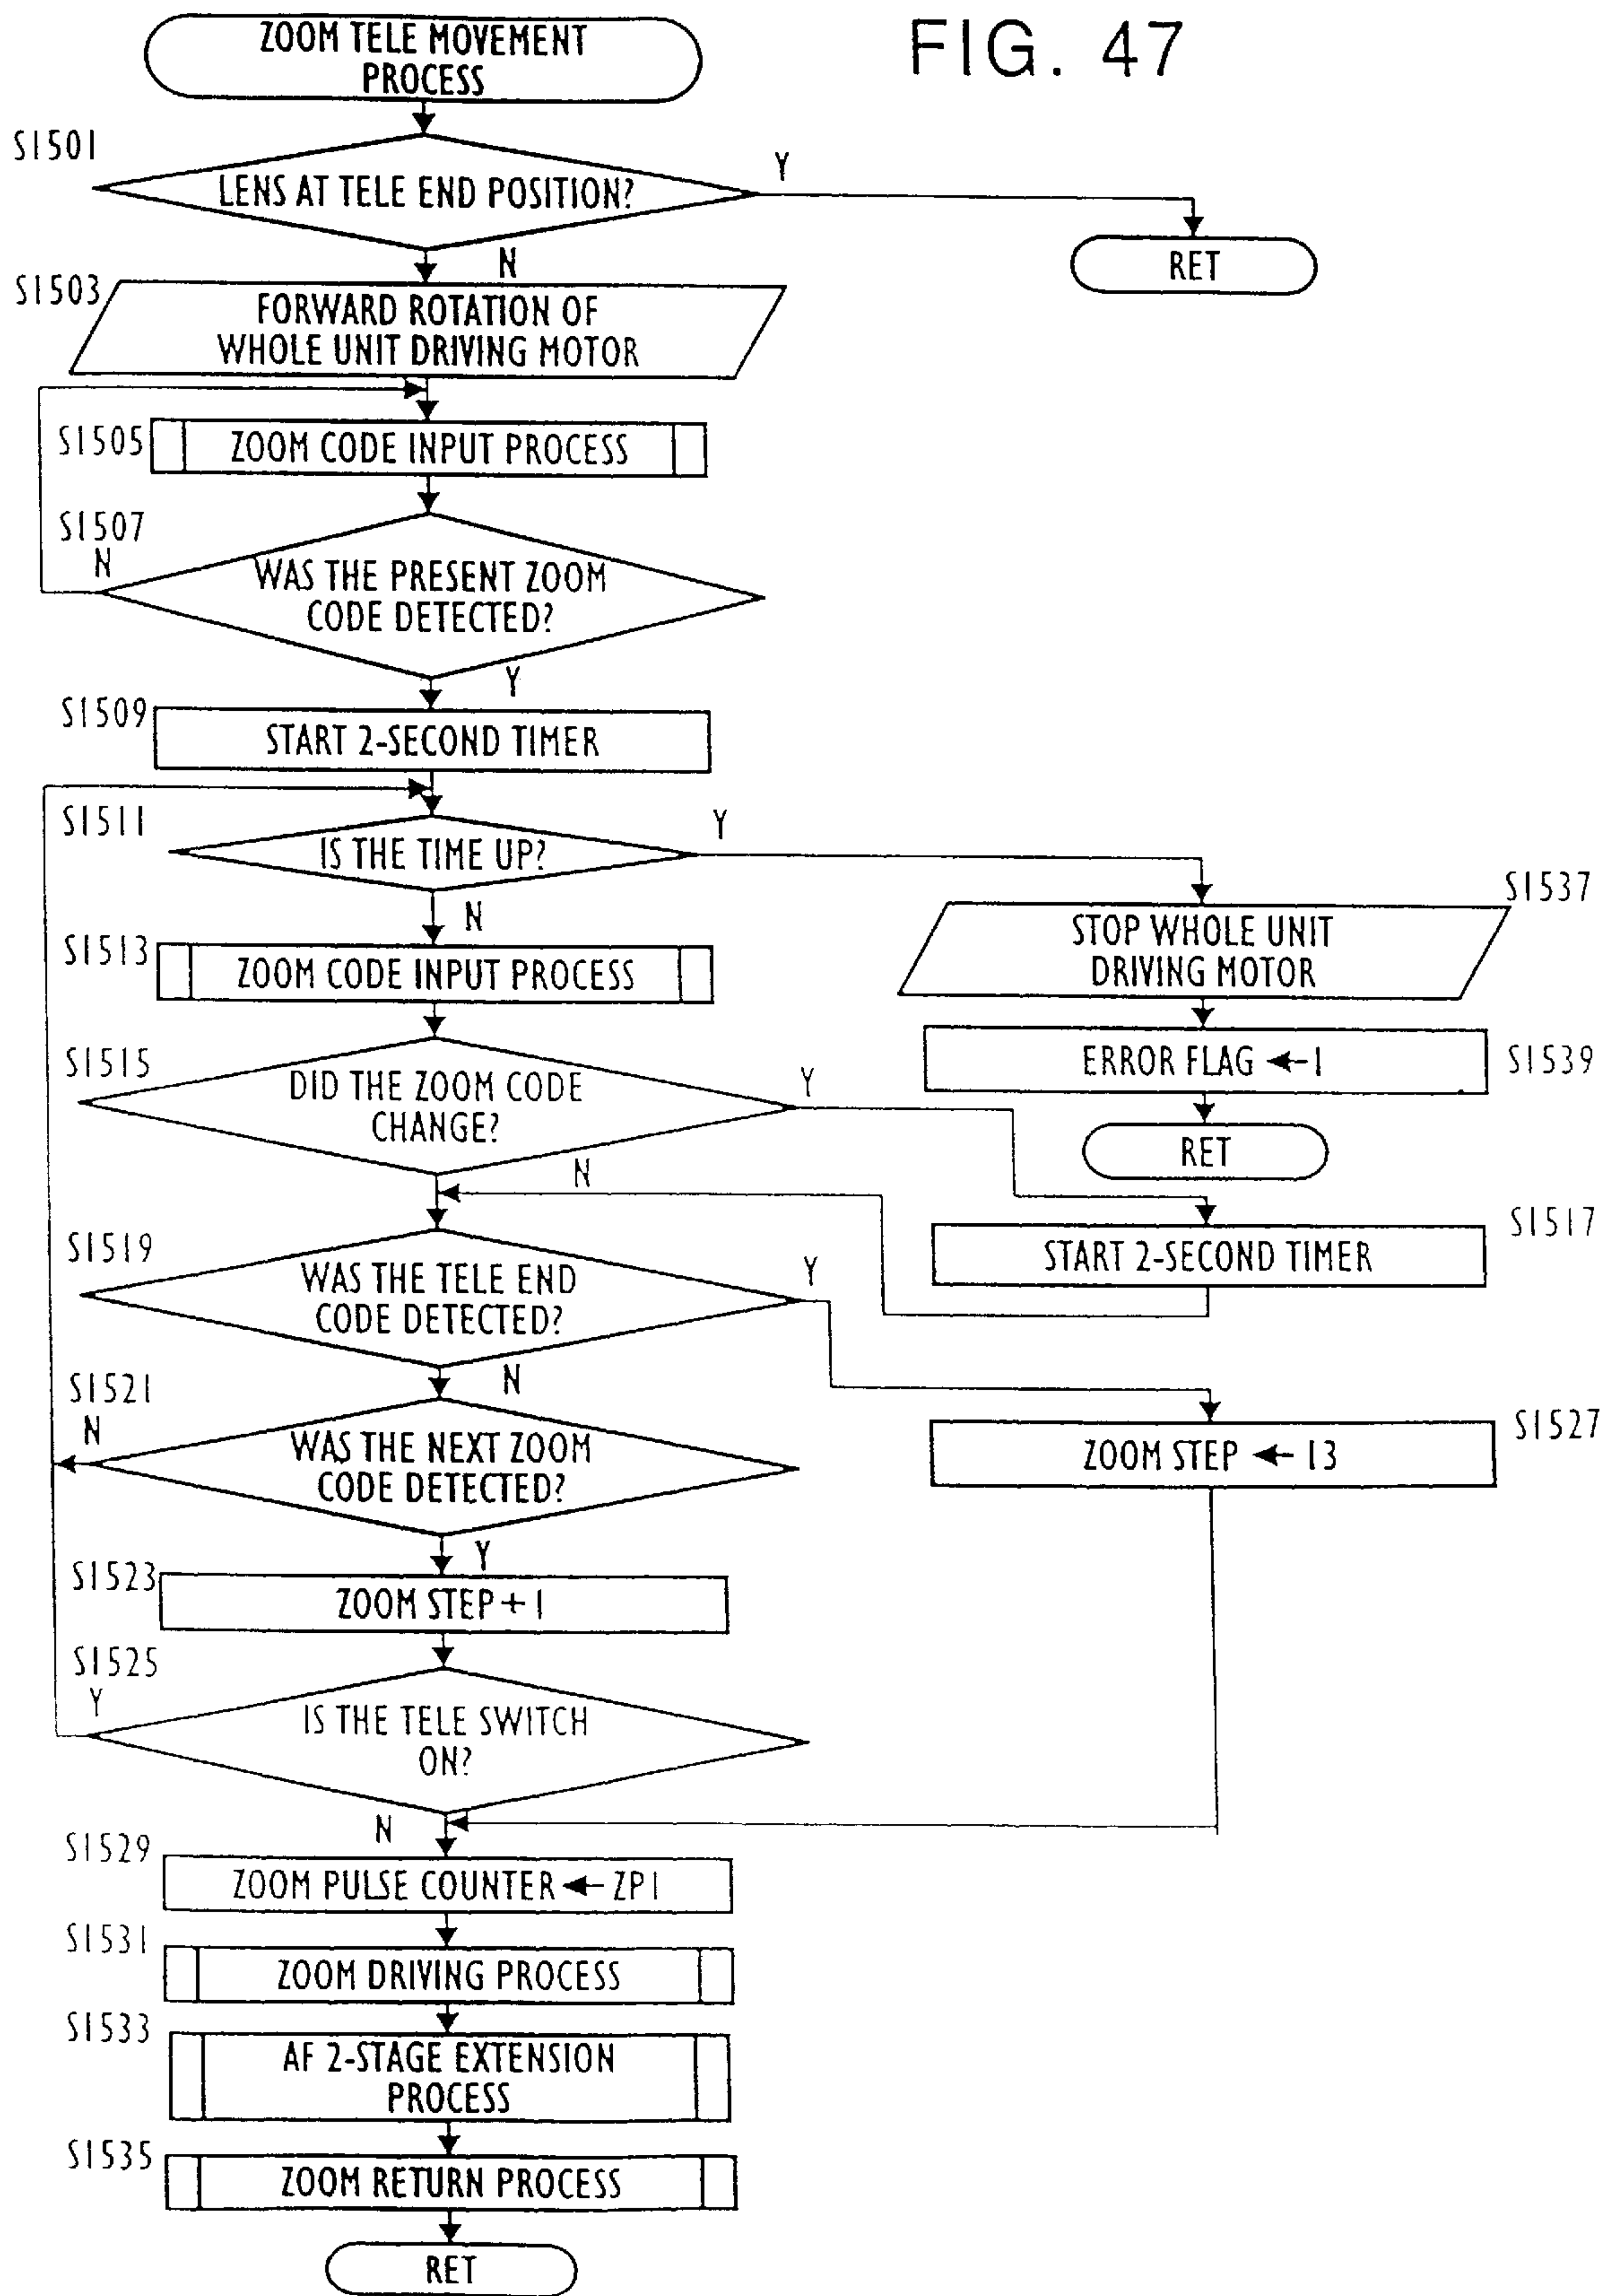 FIG. 47
ZOOM TELE MOVEMENT
PROCESS
S1501
LENS AT TELE END POSITION?
Y
RET
N
S1503
FORWARD ROTATION OF
WHOLE UNIT DRIVING MOTOR
S1505
ZOOM CODE INPUT PROCESS
S1507
N
WAS THE PRESENT ZOOM
CODE DETECTED?
Y
S1509
START 2-SECOND TIMER
S1511
IS THE TIME UP?
Y
N
S1537
STOP WHOLE UNIT
DRIVING MOTOR
S1513
ZOOM CODE INPUT PROCESS
ERROR FLAG ← 1
S1539
RET
S1515
DID THE ZOOM CODE
CHANGE?
Y
N
S1517
START 2-SECOND TIMER
S1519
WAS THE TELE END
CODE DETECTED?
Y
N
S1521
N
WAS THE NEXT ZOOM
CODE DETECTED?
S1527
ZOOM STEP ← 13
Y
S1523
ZOOM STEP + 1
S1525
Y
IS THE TELE SWITCH
ON?
N
S1529
ZOOM PULSE COUNTER ← ZP1
S1531
ZOOM DRIVING PROCESS
S1533
AF 2-STAGE EXTENSION
PROCESS
S1535
ZOOM RETURN PROCESS
RET